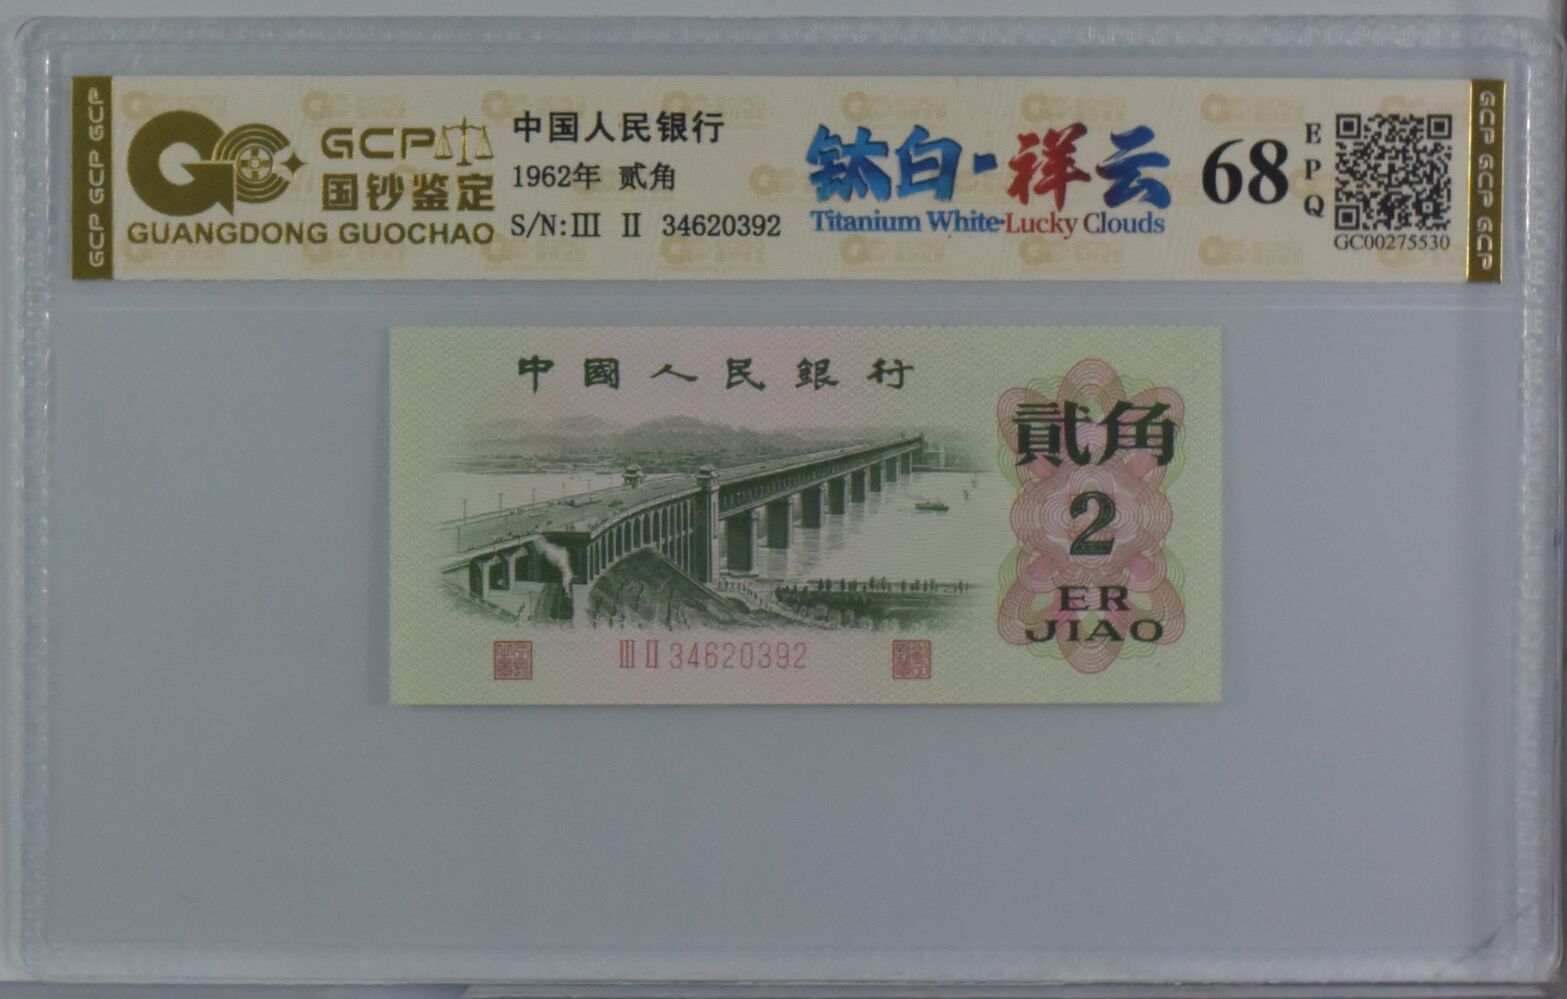 GCP GCP GCP
GCP
国钞鉴定
GUANGDONG GUOCHAO
中国人民银行
1962年 贰角
S/N:III II 34620392
钛白-祥云
Titanium White-Lucky Clouds
68
EPQ
GC00275530
GCP GCP GCP
中國人民銀行
貳角
2
ER
JIAO
III II 34620392